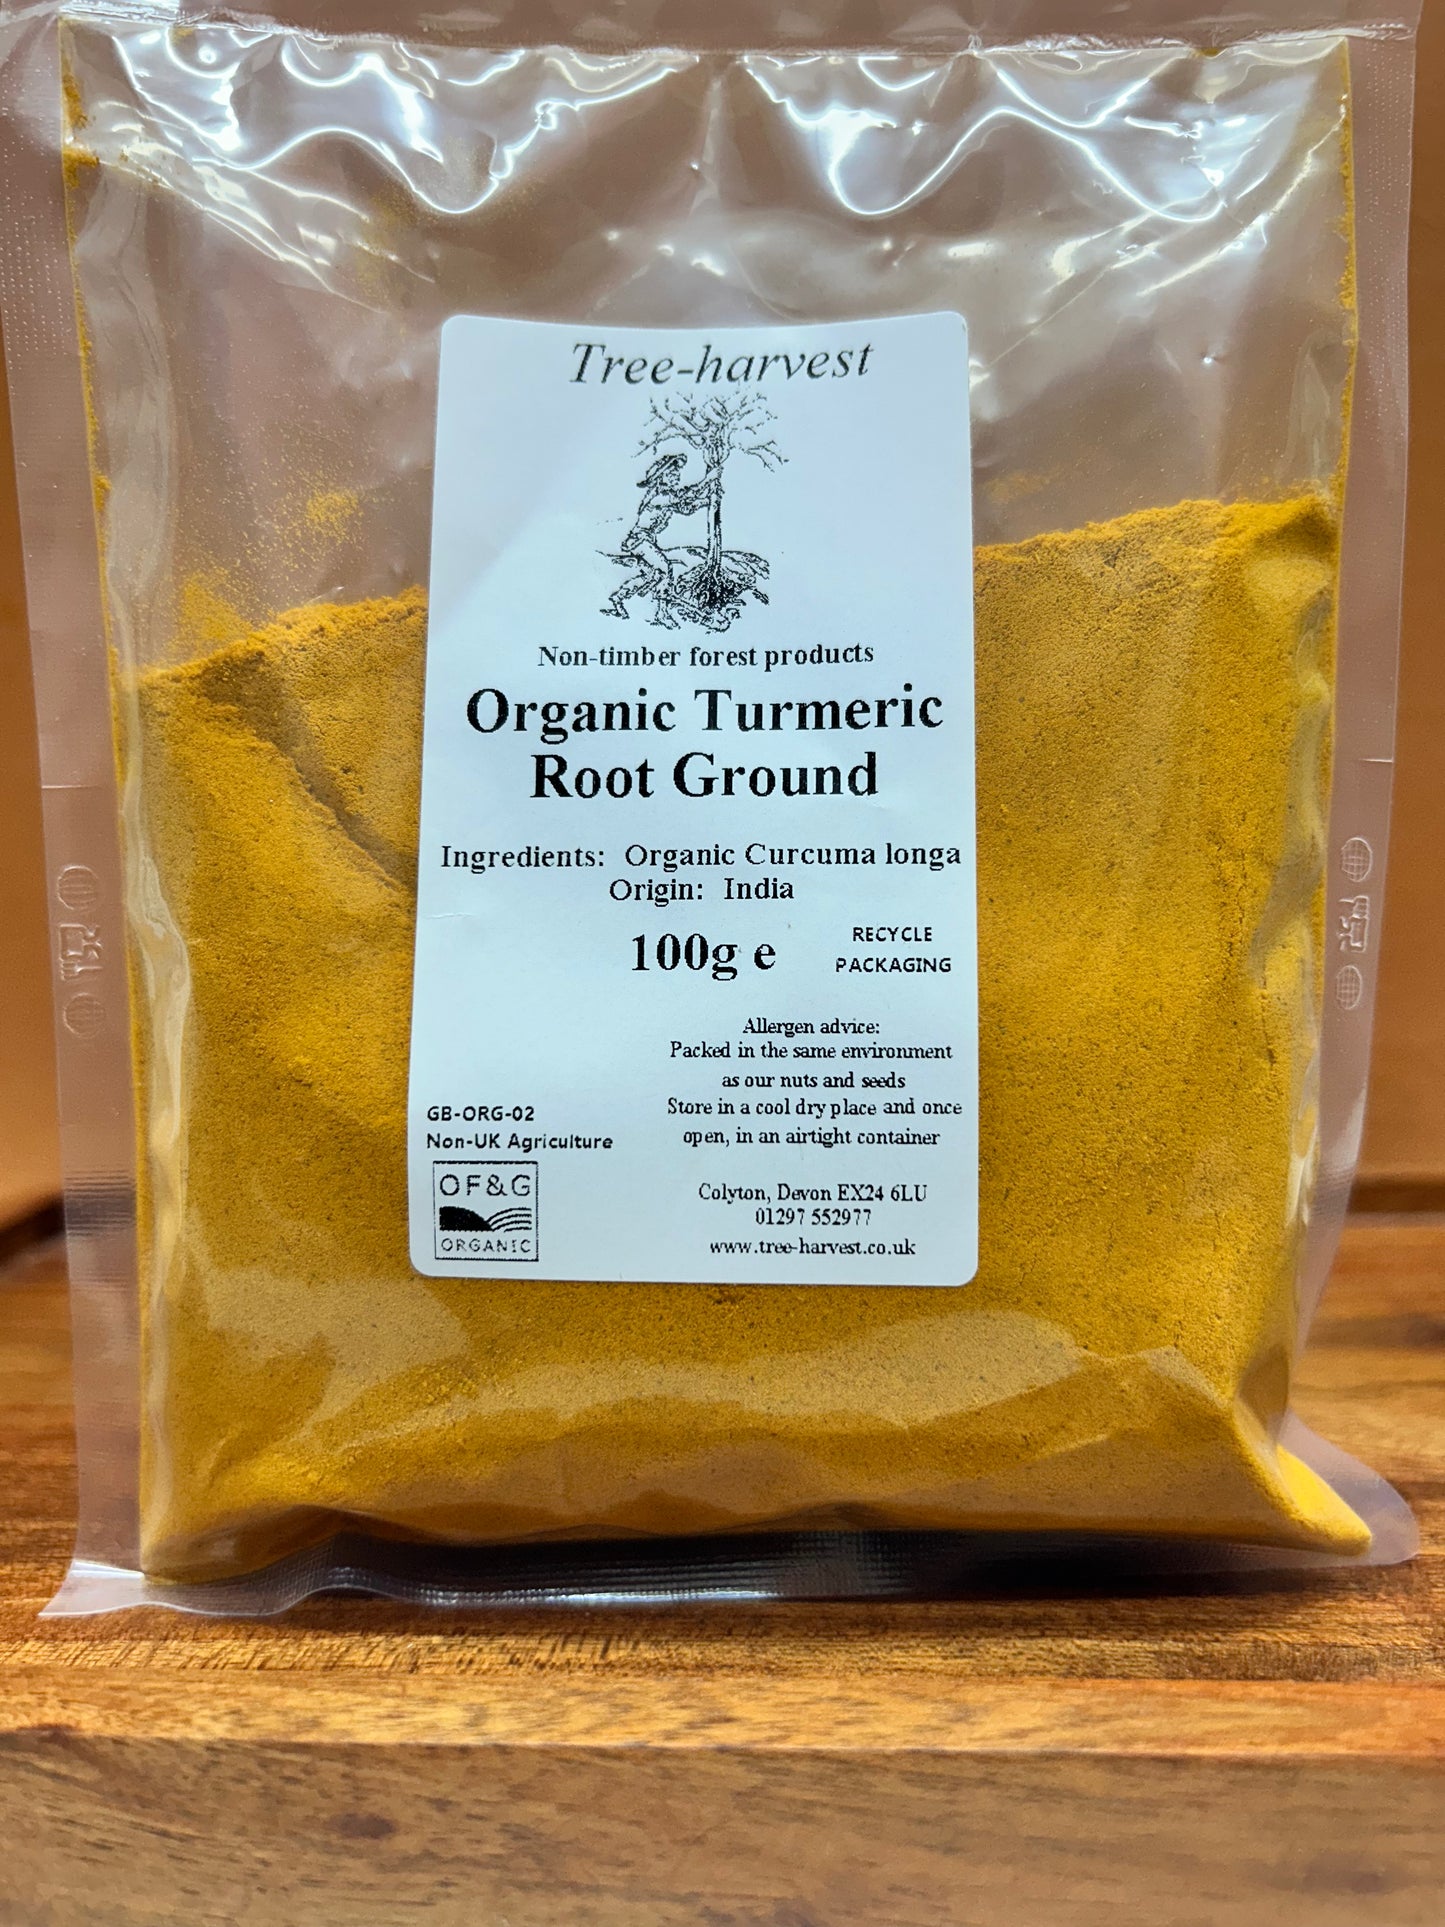 Tree-harvest
Non-timber forest products
Organic Turmeric
Root Ground
Ingredients: Organic Curcuma longa
Origin: India
100g e
RECYCLE
PACKAGING
Allergen advice:
Packed in the same environment
as our nuts and seeds
Store in a cool dry place and once
open, in an airtight container
GB-ORG-02
Non-UK Agriculture
OF&G
ORGANIC
Colyton, Devon EX24 6LU
01297 552977
www.tree-harvest.co.uk